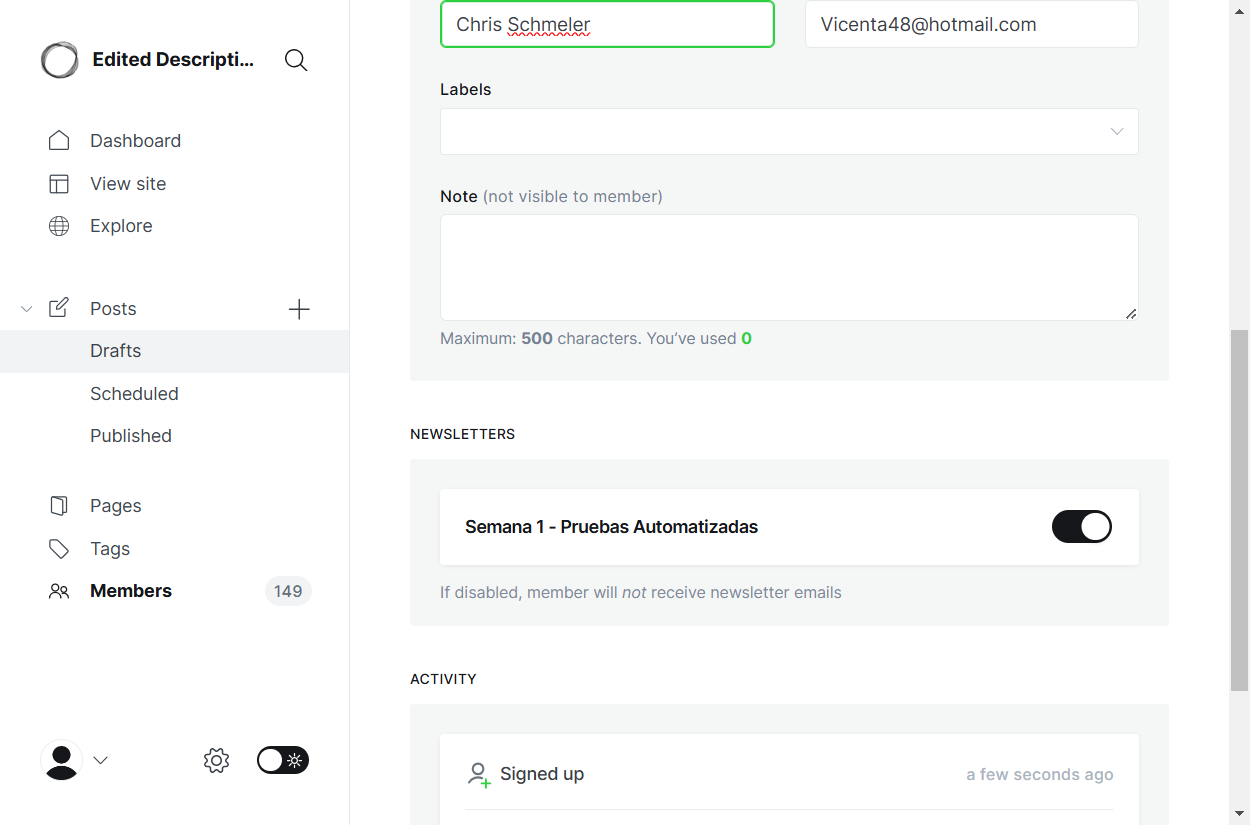 Edited Descripti...
Dashboard
View site
Explore
Posts
Drafts
Scheduled
Published
Pages
Tags
Members
149
Chris Schmeler
Vicenta48@hotmail.com
Labels
Note (not visible to member)
Maximum: 500 characters. You’ve used 0
NEWSLETTERS
Semana 1 - Pruebas Automatizadas
If disabled, member will not receive newsletter emails
ACTIVITY
Signed up
a few seconds ago